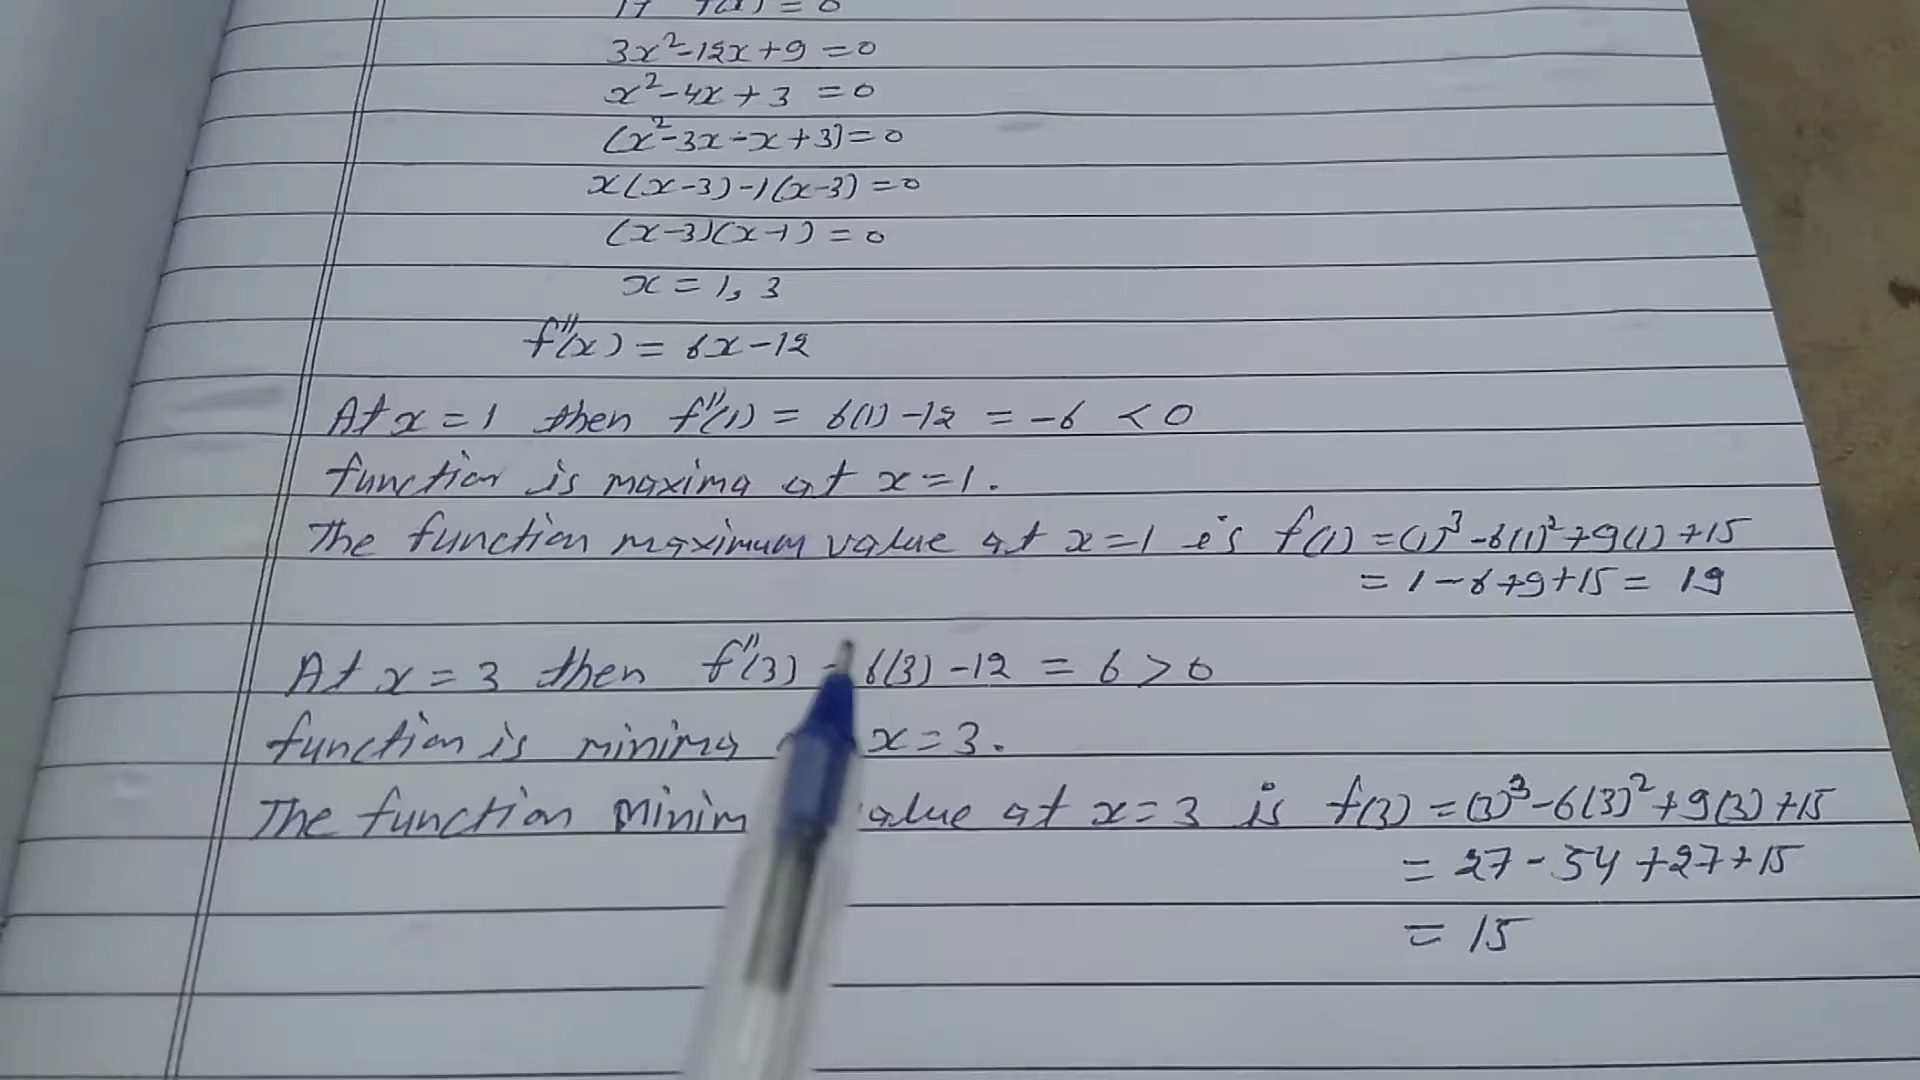 If f'(x) = 0
3x²-12x+9 = 0
x²-4x+3 = 0
(x²-3x-x+3) = 0
x(x-3)-1(x-3) = 0
(x-3)(x-1) = 0
x = 1, 3
f''(x) = 6x-12
At x = 1 then f''(1) = 6(1)-12 = -6 < 0
function is maxima at x = 1.
The function maximum value at x=1 is f(1) = (1)³-6(1)²+9(1)+15
= 1-6+9+15 = 19
At x = 3 then f''(3) = 6(3)-12 = 6 > 0
function is minima x = 3.
The function at x = 3 is f(3) = (3)³-6(3)²+9(3)+15
= 27-54+27+15
= 15